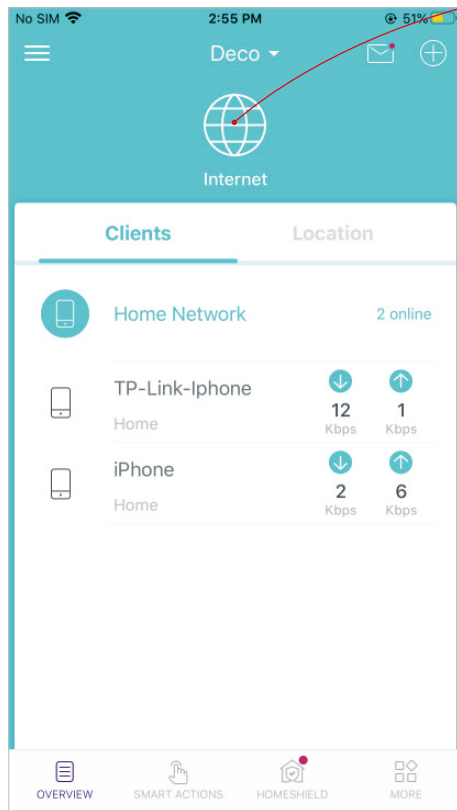 No SIM 2:55 PM 51%
Deco
Internet
Clients Location
Home Network 2 online
TP-Link-Iphone
12 1
Home Kbps Kbps
iPhone
2 6
Home Kbps Kbps
OVERVIEW SMART ACTIONS HOMESHIELD MORE